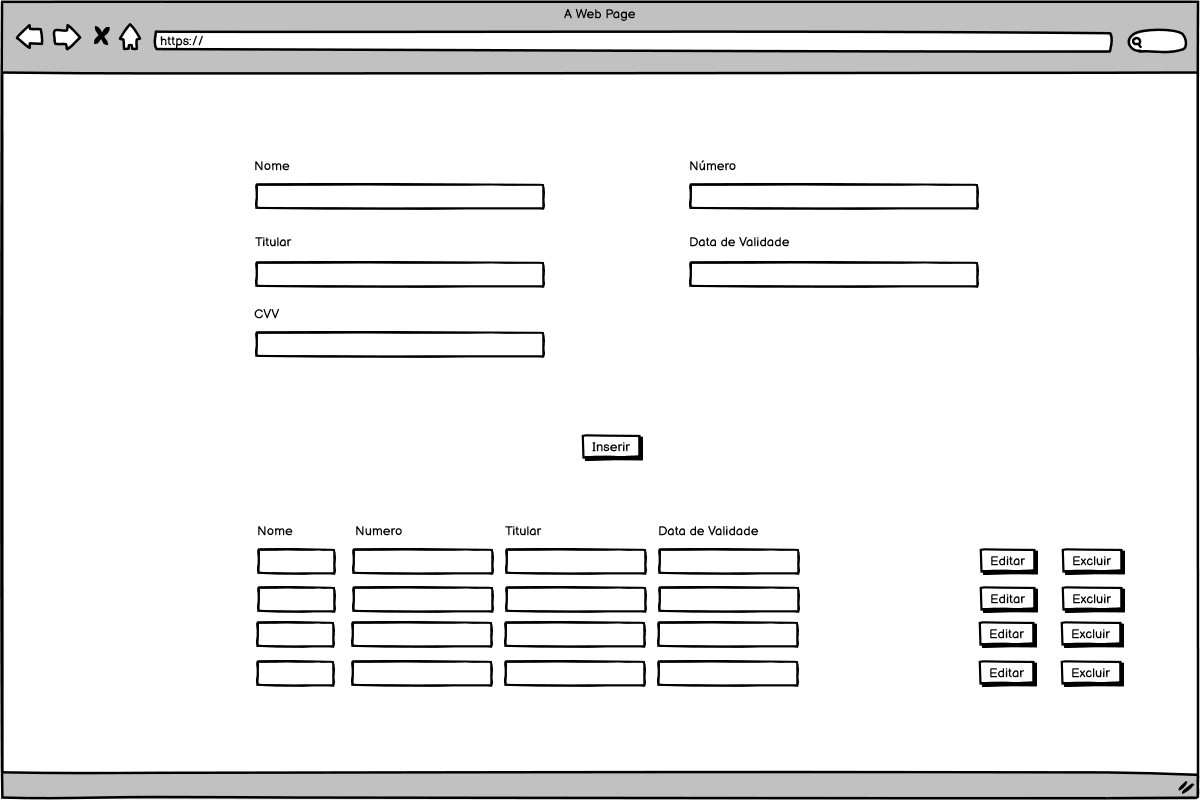 A Web Page
https://
Nome
Número
Titular
Data de Validade
CVV
Inserir
Nome Numero Titular Data de Validade
Editar Excluir
Editar Excluir
Editar Excluir
Editar Excluir